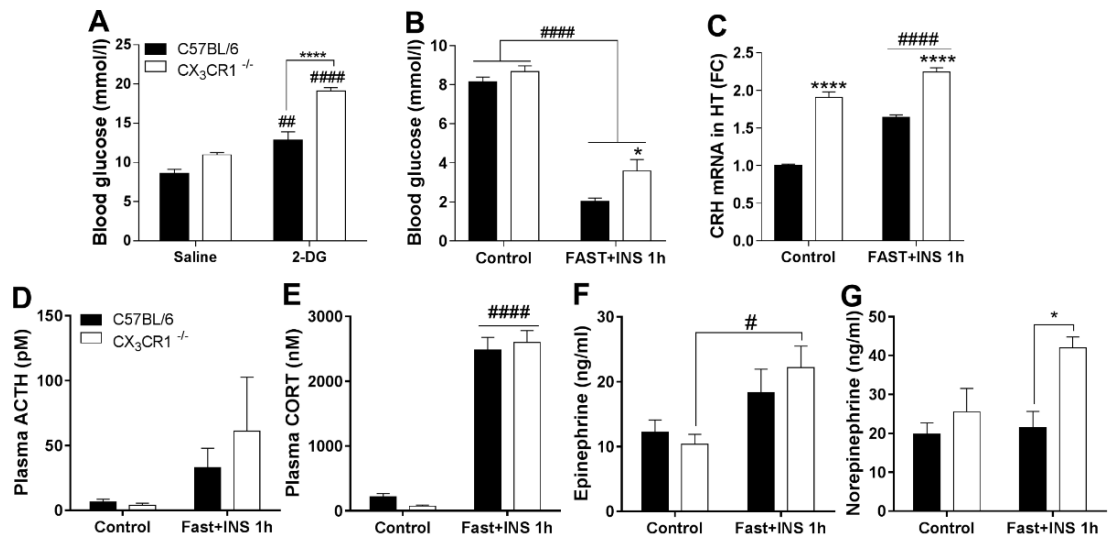 A
Blood glucose (mmol/l)
25
20
15
10
5
0
C57BL/6
CX3CR1 -/-
****
####
##
Saline
2-DG
B
Blood glucose (mmol/l)
10
8
6
4
2
0
####
*
Control
FAST+INS 1h
C
CRH mRNA in HT (FC)
2.5
2.0
1.5
1.0
0.5
0.0
####
****
****
Control
FAST+INS 1h
D
Plasma ACTH (pM)
150
100
50
0
C57BL/6
CX3CR1 -/-
Control
Fast+INS 1h
E
Plasma CORT (nM)
3000
2000
1000
0
####
Control
Fast+INS 1h
F
Epinephrine (ng/ml)
30
20
10
0
#
Control
Fast+INS 1h
G
Norepinephrine (ng/ml)
50
40
30
20
10
0
*
Control
Fast+INS 1h